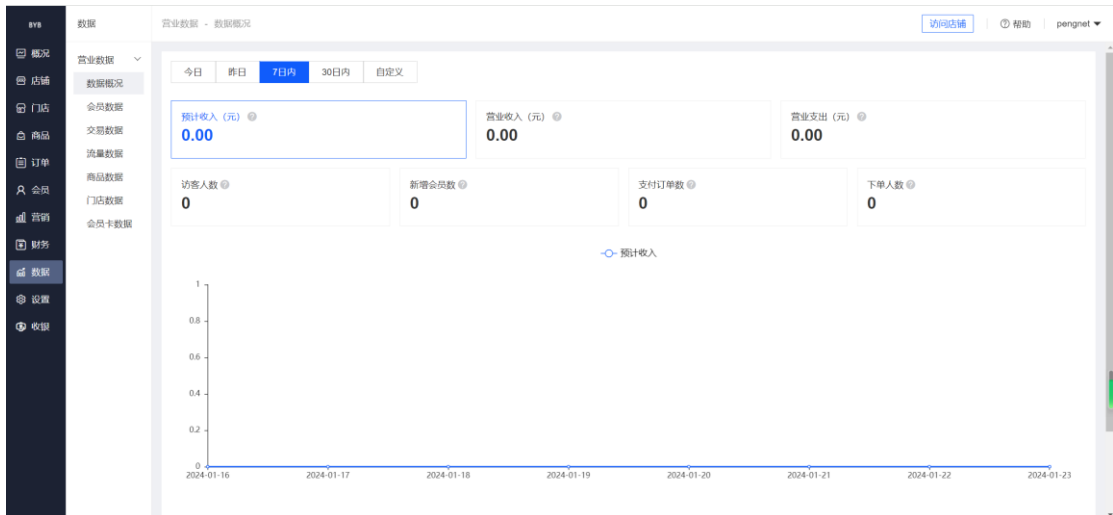 BYB
概况
店铺
门店
商品
订单
会员
营销
财务
数据
设置
收银
数据
营业数据
数据概况
会员数据
交易数据
流量数据
商品数据
门店数据
会员卡数据
营业数据 - 数据概况
访问店铺
帮助
pengnet
今日 昨日 7日内 30日内 自定义
预计收入（元）
0.00
营业收入（元）
0.00
营业支出（元）
0.00
访客人数
0
新增会员数
0
支付订单数
0
下单人数
0
预计收入
1
0.8
0.6
0.4
0.2
0
2024-01-16 2024-01-17 2024-01-18 2024-01-19 2024-01-20 2024-01-21 2024-01-22 2024-01-23